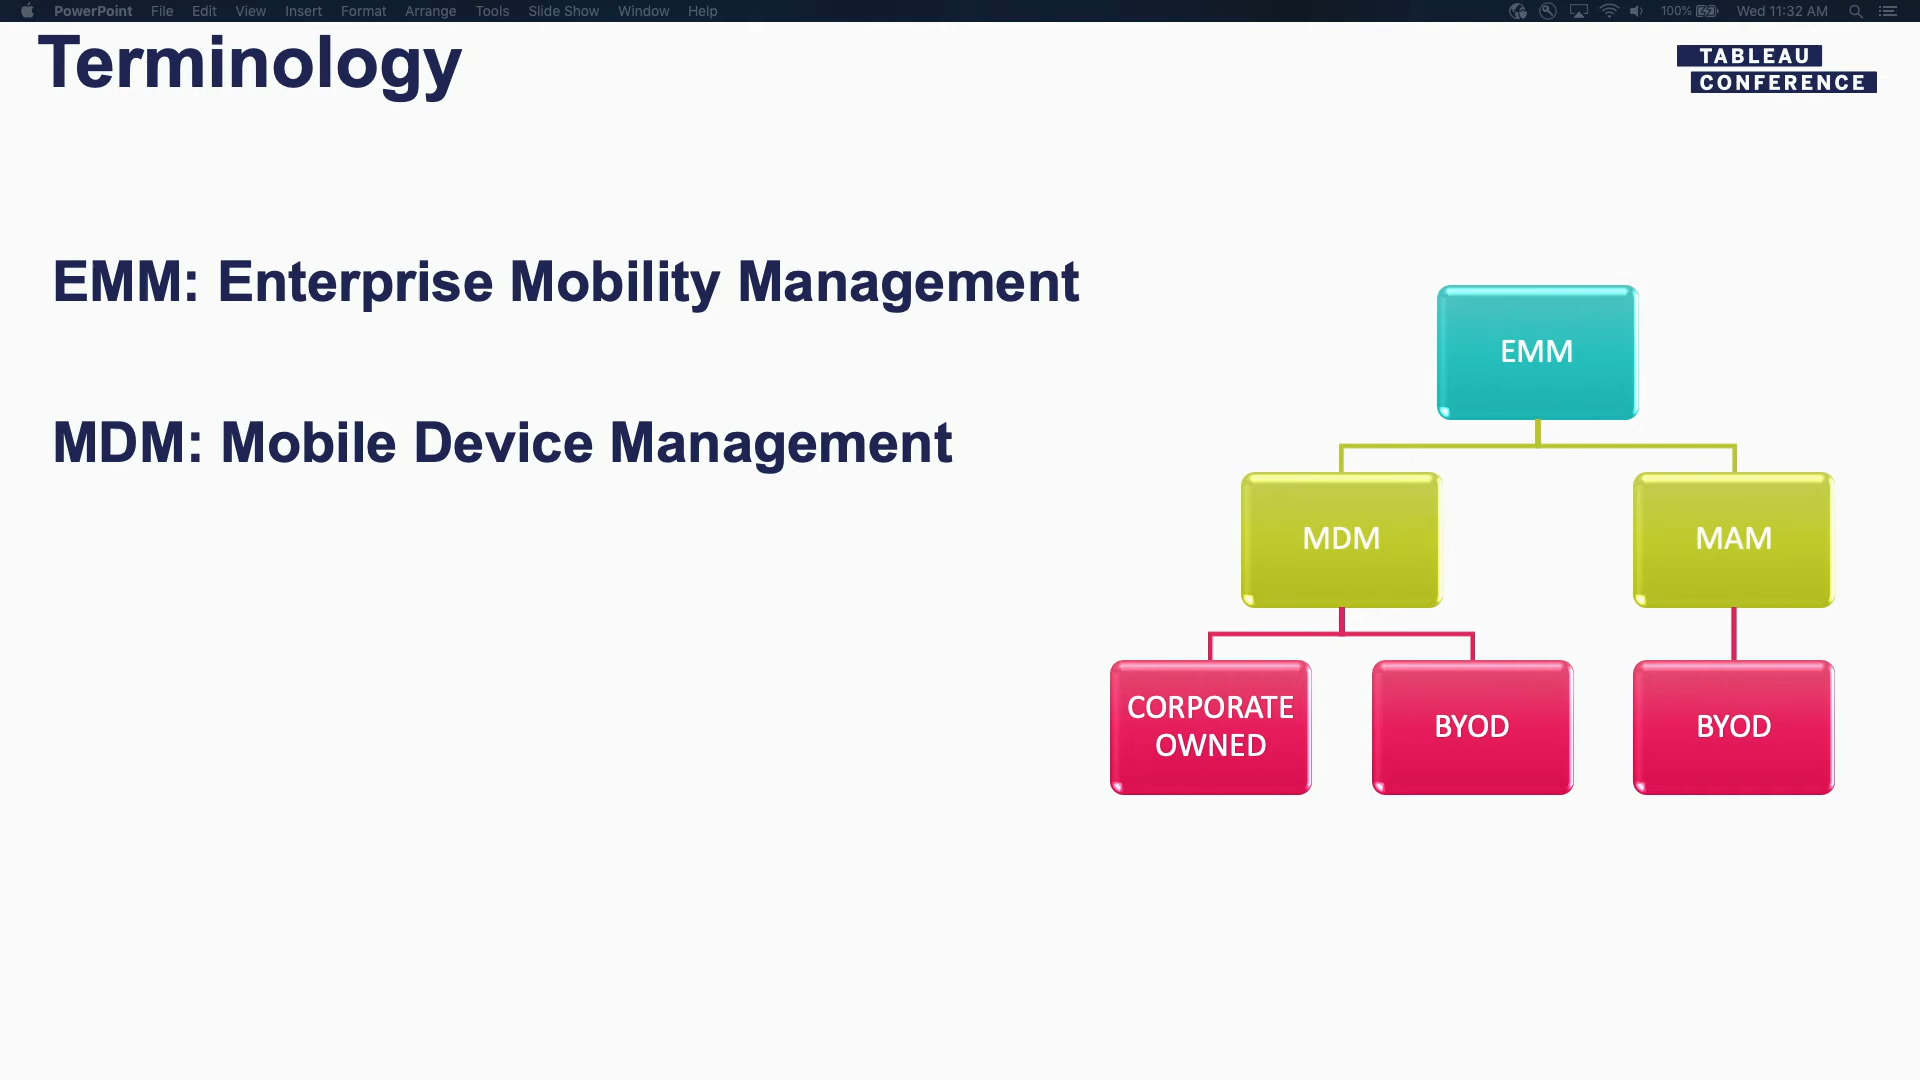 PowerPoint File Edit View Insert Format Arrange Tools Slide Show Window Help 100% Wed 11:32 AM
Terminology
TABLEAU
CONFERENCE
EMM: Enterprise Mobility Management
MDM: Mobile Device Management
EMM
MDM MAM
CORPORATE
OWNED
BYOD
BYOD